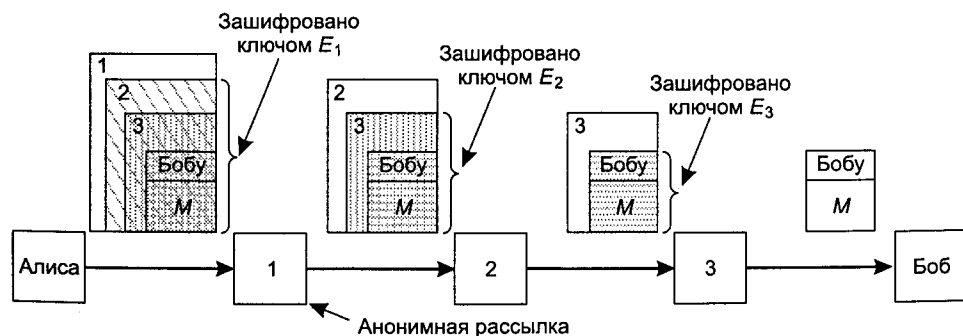 Зашифровано
ключом E₁
Зашифровано
ключом E₂
Зашифровано
ключом E₃
1
2
3
Бобу
M
2
3
Бобу
M
3
Бобу
M
Бобу
M
Алиса
1
2
3
Боб
Анонимная рассылка